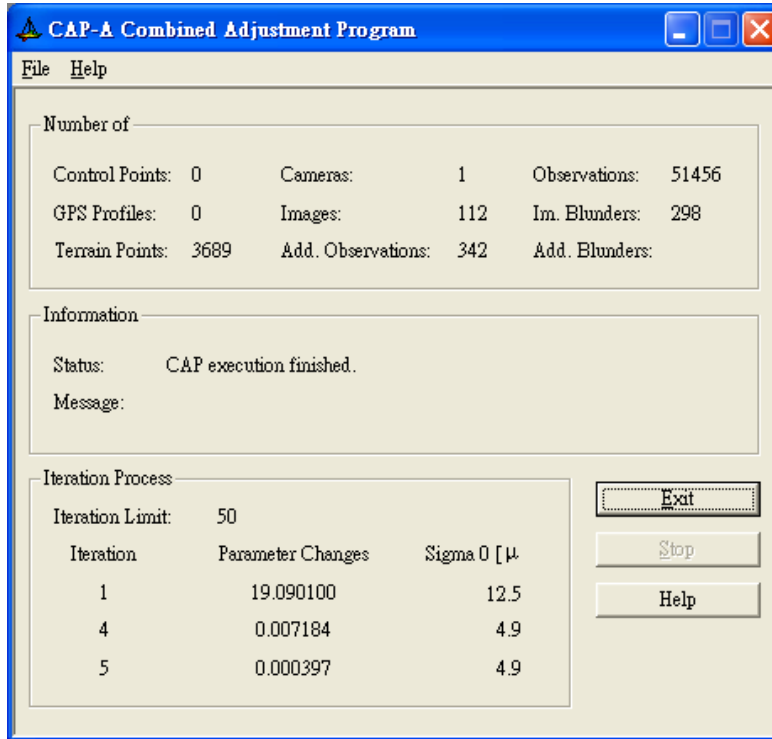 CAP-A Combined Adjustment Program
File Help
Number of
Control Points: 0 Cameras: 1 Observations: 51456
GPS Profiles: 0 Images: 112 Im. Blunders: 298
Terrain Points: 3689 Add. Observations: 342 Add. Blunders:
Information
Status: CAP execution finished.
Message:
Iteration Process
Iteration Limit: 50
Iteration Parameter Changes Sigma 0 [ μ
1 19.090100 12.5
4 0.007184 4.9
5 0.000397 4.9
Exit
Stop
Help